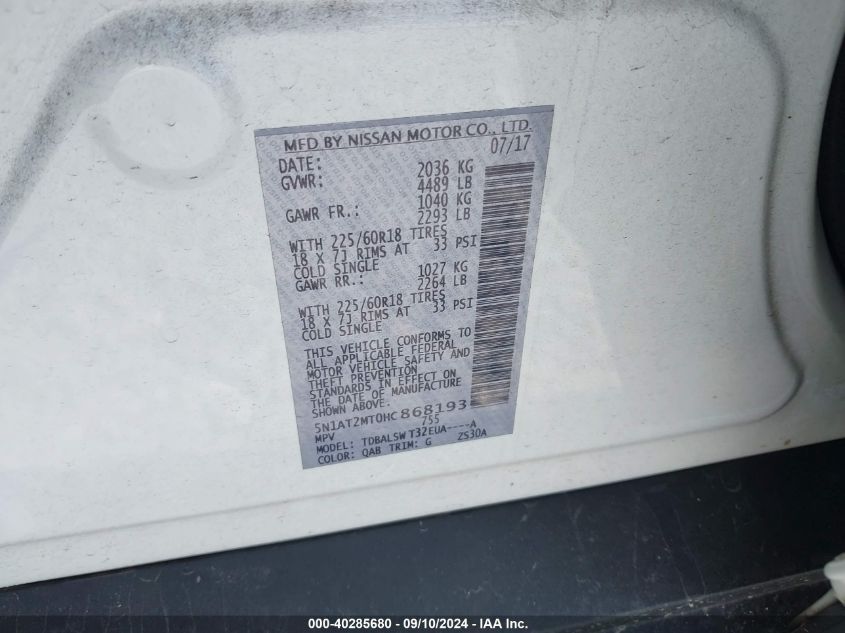 MFD BY NISSAN MOTOR CO., LTD.
DATE: 07/17
GVWR: 2036 KG
4489 LB
GAWR FR.: 1040 KG
2293 LB
WITH 225/60R18 TIRES
18 X 7J RIMS AT 33 PSI
COLD SINGLE
GAWR RR.: 1027 KG
2264 LB
WITH 225/60R18 TIRES
18 X 7J RIMS AT 33 PSI
COLD SINGLE
THIS VEHICLE CONFORMS TO
ALL APPLICABLE FEDERAL
MOTOR VEHICLE SAFETY AND
THEFT PREVENTION
STANDARDS IN EFFECT ON
THE DATE OF MANUFACTURE
SHOWN ABOVE
5N1AT2MT0HC868193
MPV 755
MODEL: TDBALSW T32EUA----A
COLOR: QAB TRIM: G ZS30A
000-40285680 - 09/10/2024 - IAA Inc.